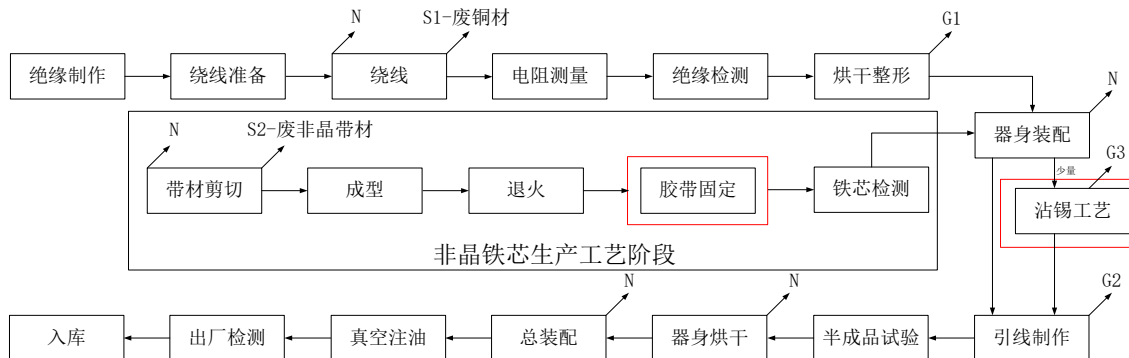 N
S1-废铜材
G1
绝缘制作
绕线准备
绕线
电阻测量
绝缘检测
烘干整形
N
器身装配
N
S2-废非晶带材
带材剪切
成型
退火
胶带固定
铁芯检测
少量
G3
沾锡工艺
非晶铁芯生产工艺阶段
N
N
G2
入库
出厂检测
真空注油
总装配
器身烘干
半成品试验
引线制作